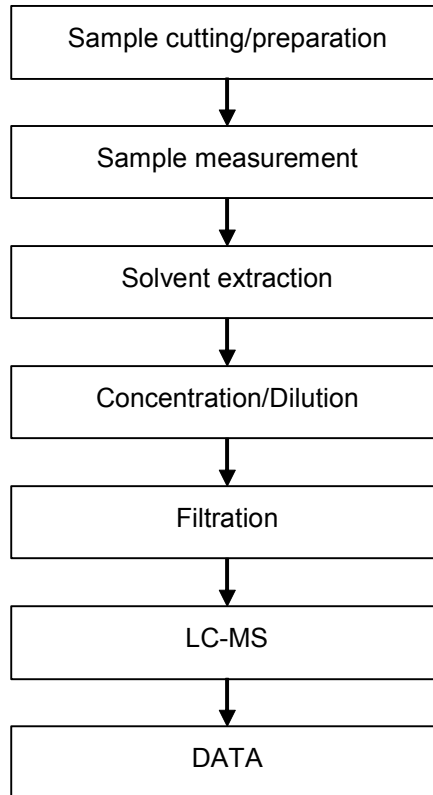 Sample cutting/preparation
Sample measurement
Solvent extraction
Concentration/Dilution
Filtration
LC-MS
DATA